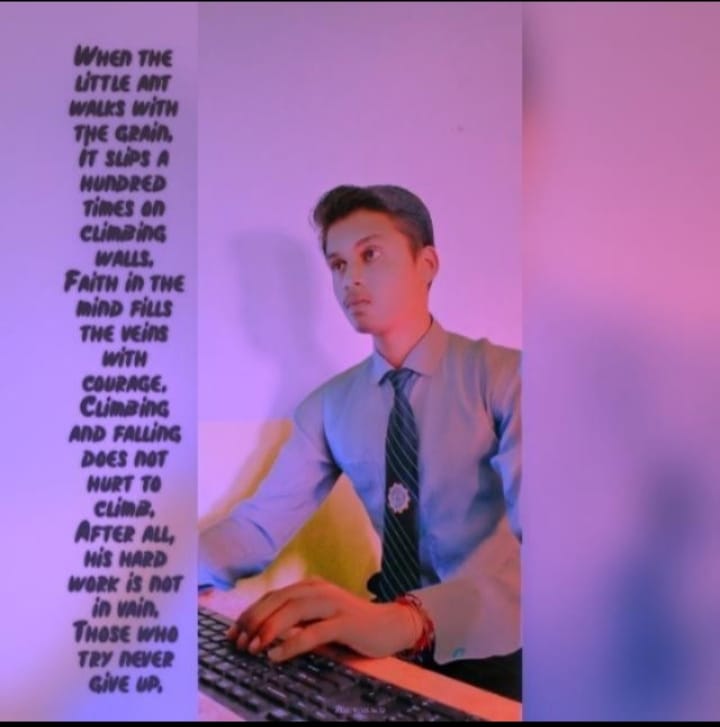 When the
little ant
walks with
the grain,
it slips a
hundred
times on
climbing
walls.
Faith in the
mind fills
the veins
with
courage.
Climbing
and falling
does not
hurt to
climb.
After all,
his hard
work is not
in vain.
Those who
try never
give up.